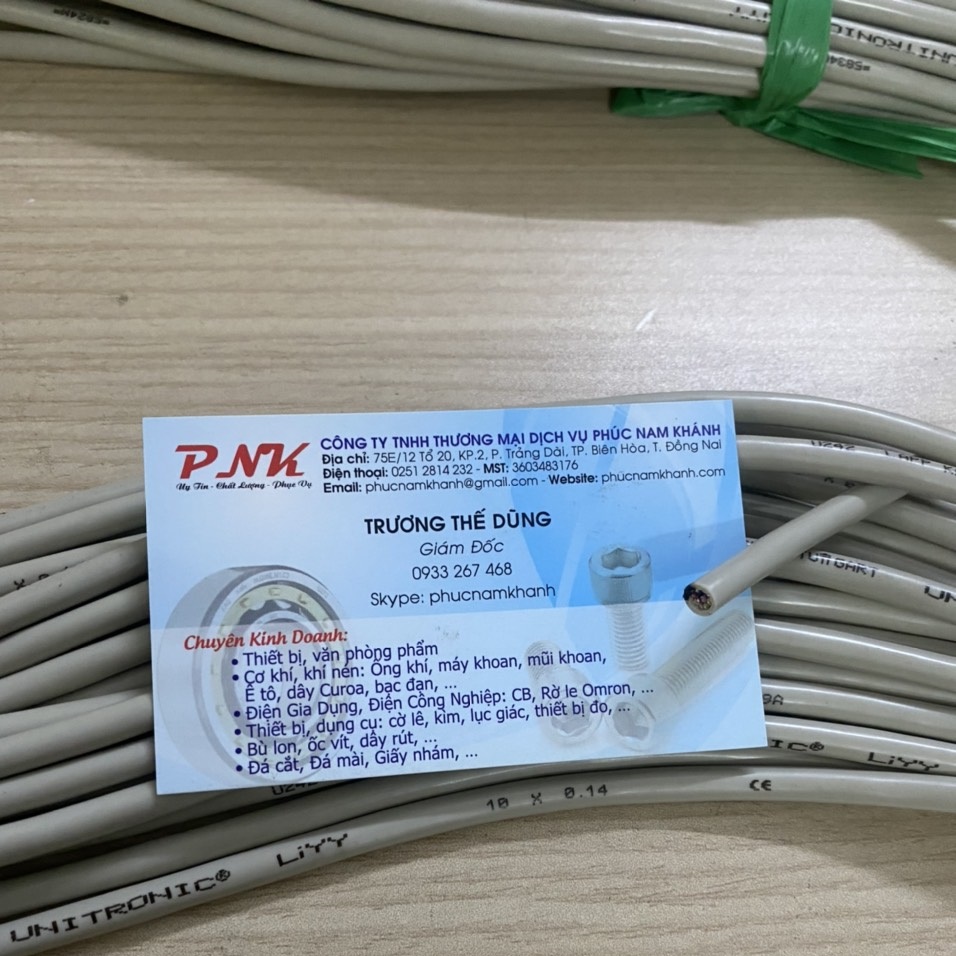 UNITRONIC
PNK
Uy Tín - Chất Lượng - Phục Vụ
CÔNG TY TNHH THƯƠNG MẠI DỊCH VỤ PHÚC NAM KHÁNH
Địa chỉ: 75E/12 Tổ 20, KP.2, P. Trảng Dài, TP. Biên Hòa, T. Đồng Nai
Điện thoại: 0251 2814 232 - MST: 3603483176
Email: phucnamkhanh@gmail.com - Website: phucnamkhanh.com
TRƯƠNG THẾ DŨNG
Giám Đốc
0933 267 468
Skype: phucnamkhanh
Chuyên Kinh Doanh:
• Thiết bị, văn phòng phẩm
• Cơ khí, khí nén: Ống khí, máy khoan, mũi khoan,
Ê tô, dây Curoa, bạc đạn, ...
• Điện Gia Dụng, Điện Công Nghiệp: CB, Rờ le Omron, ...
• Thiết bị, dụng cụ: cờ lê, kìm, lục giác, thiết bị đo, ...
• Bù lon, ốc vít, dây rút, ...
• Đá cắt, Đá mài, Giấy nhám, ...
LiYY
UNITRONIC® LiYY 10 X 0.14 CE